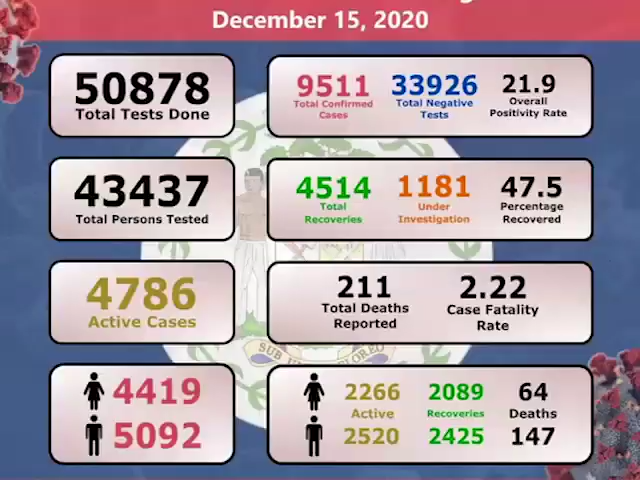 December 15, 2020
50878
Total Tests Done
9511 33926 21.9
Total Confirmed Cases
Total Negative Tests
Overall Positivity Rate
43437
Total Persons Tested
4514 1181 47.5
Total Recoveries
Under Investigation
Percentage Recovered
4786
Active Cases
211 2.22
Total Deaths Reported
Case Fatality Rate
SUB
4419
5092
2266 2089 64
Active Recoveries Deaths
2520 2425 147